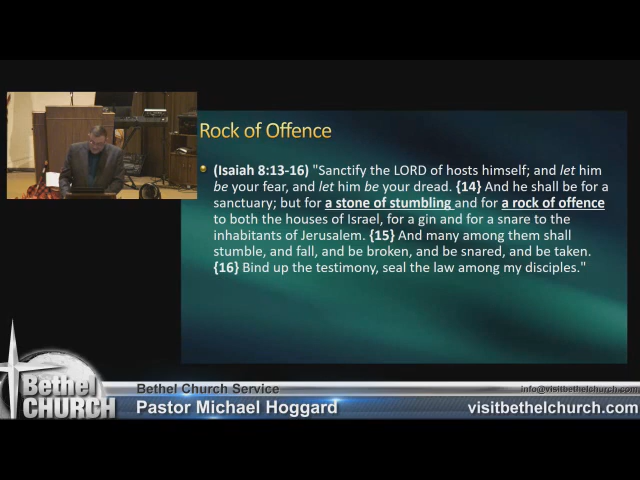 Rock of Offence
(Isaiah 8:13-16) "Sanctify the LORD of hosts himself; and let him
be your fear, and let him be your dread. {14} And he shall be for a
sanctuary; but for a stone of stumbling and for a rock of offence
to both the houses of Israel, for a gin and for a snare to the
inhabitants of Jerusalem. {15} And many among them shall
stumble, and fall, and be broken, and be snared, and be taken.
{16} Bind up the testimony, seal the law among my disciples."
Bethel
CHURCH
Bethel Church Service
info@visitbethelchurch.com
Pastor Michael Hoggard
visitbethelchurch.com